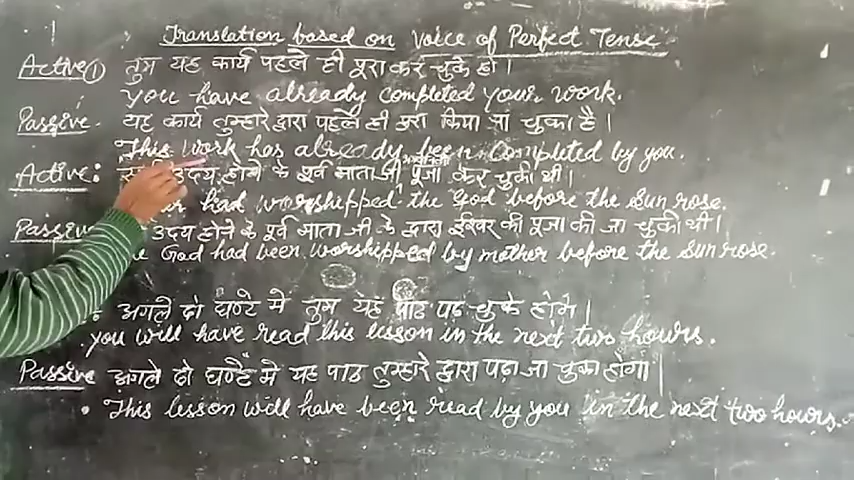 Translation based on Voice of Perfect Tense
Active ① तुम यह कार्य पहले ही पूरा कर चुके हो।
you have already completed your work.
Passive. यह कार्य तुम्हारे द्वारा पहले ही पूरा किया जा चुका है।
This work has already been completed by you.
Active: उदय होने के पूर्व माता जी पूजा कर चुकी थी।
had worshipped the God before the Sun rose.
Passive उदय होने के पूर्व माता जी के द्वारा ईश्वर की पूजा की जा चुकी थी।
God had been worshipped by mother before the Sun rose.
अगले दो घण्टे में तुम यह पाठ पढ़ चुके होगे।
you will have read this lesson in the next two hours.
Passive अगले दो घण्टे में यह पाठ तुम्हारे द्वारा पढ़ा जा चुका होगा।
This lesson will have been read by you in the next two hours.